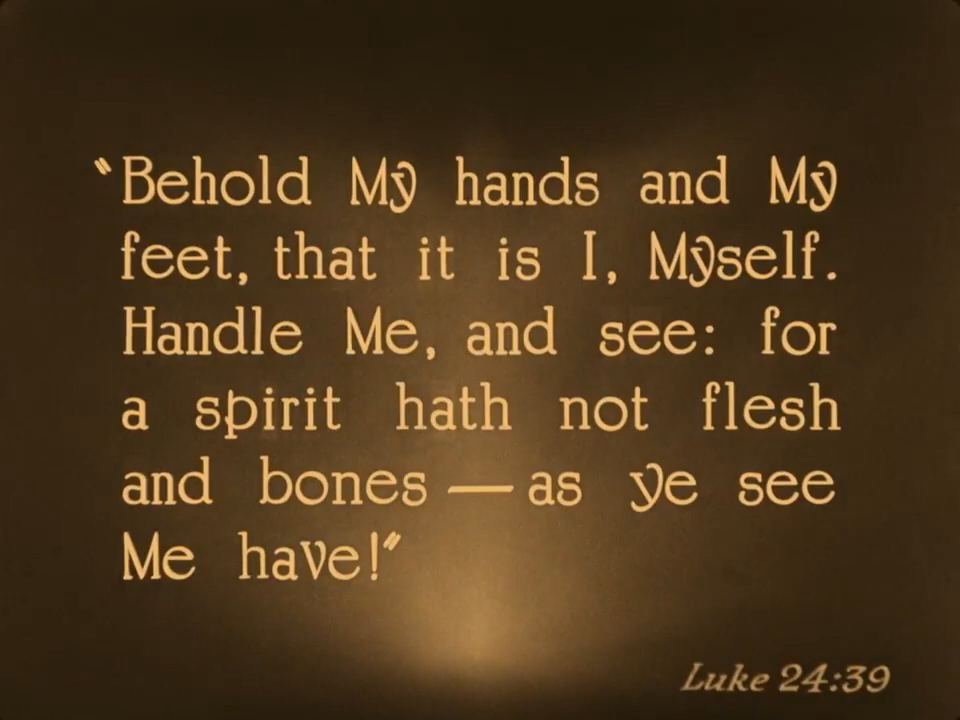 "Behold My hands and My
feet, that it is I, Myself.
Handle Me, and see: for
a spirit hath not flesh
and bones — as ye see
Me have!"
Luke 24:39